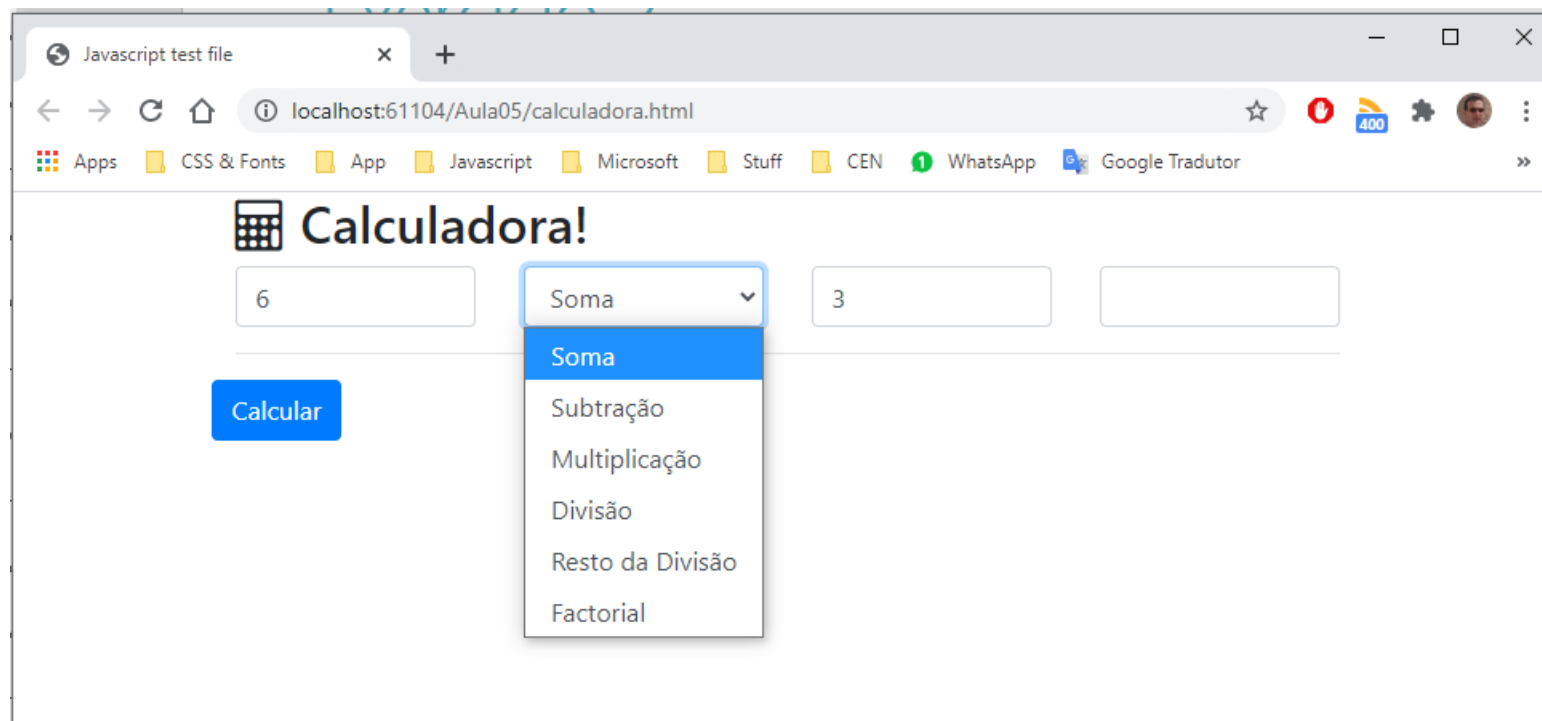 Javascript test file
localhost:61104/Aula05/calculadora.html
400
Apps CSS & Fonts App Javascript Microsoft Stuff CEN 1 WhatsApp Google Tradutor »
Calculadora!
6 Soma 3
Soma
Calcular
Subtração
Multiplicação
Divisão
Resto da Divisão
Factorial